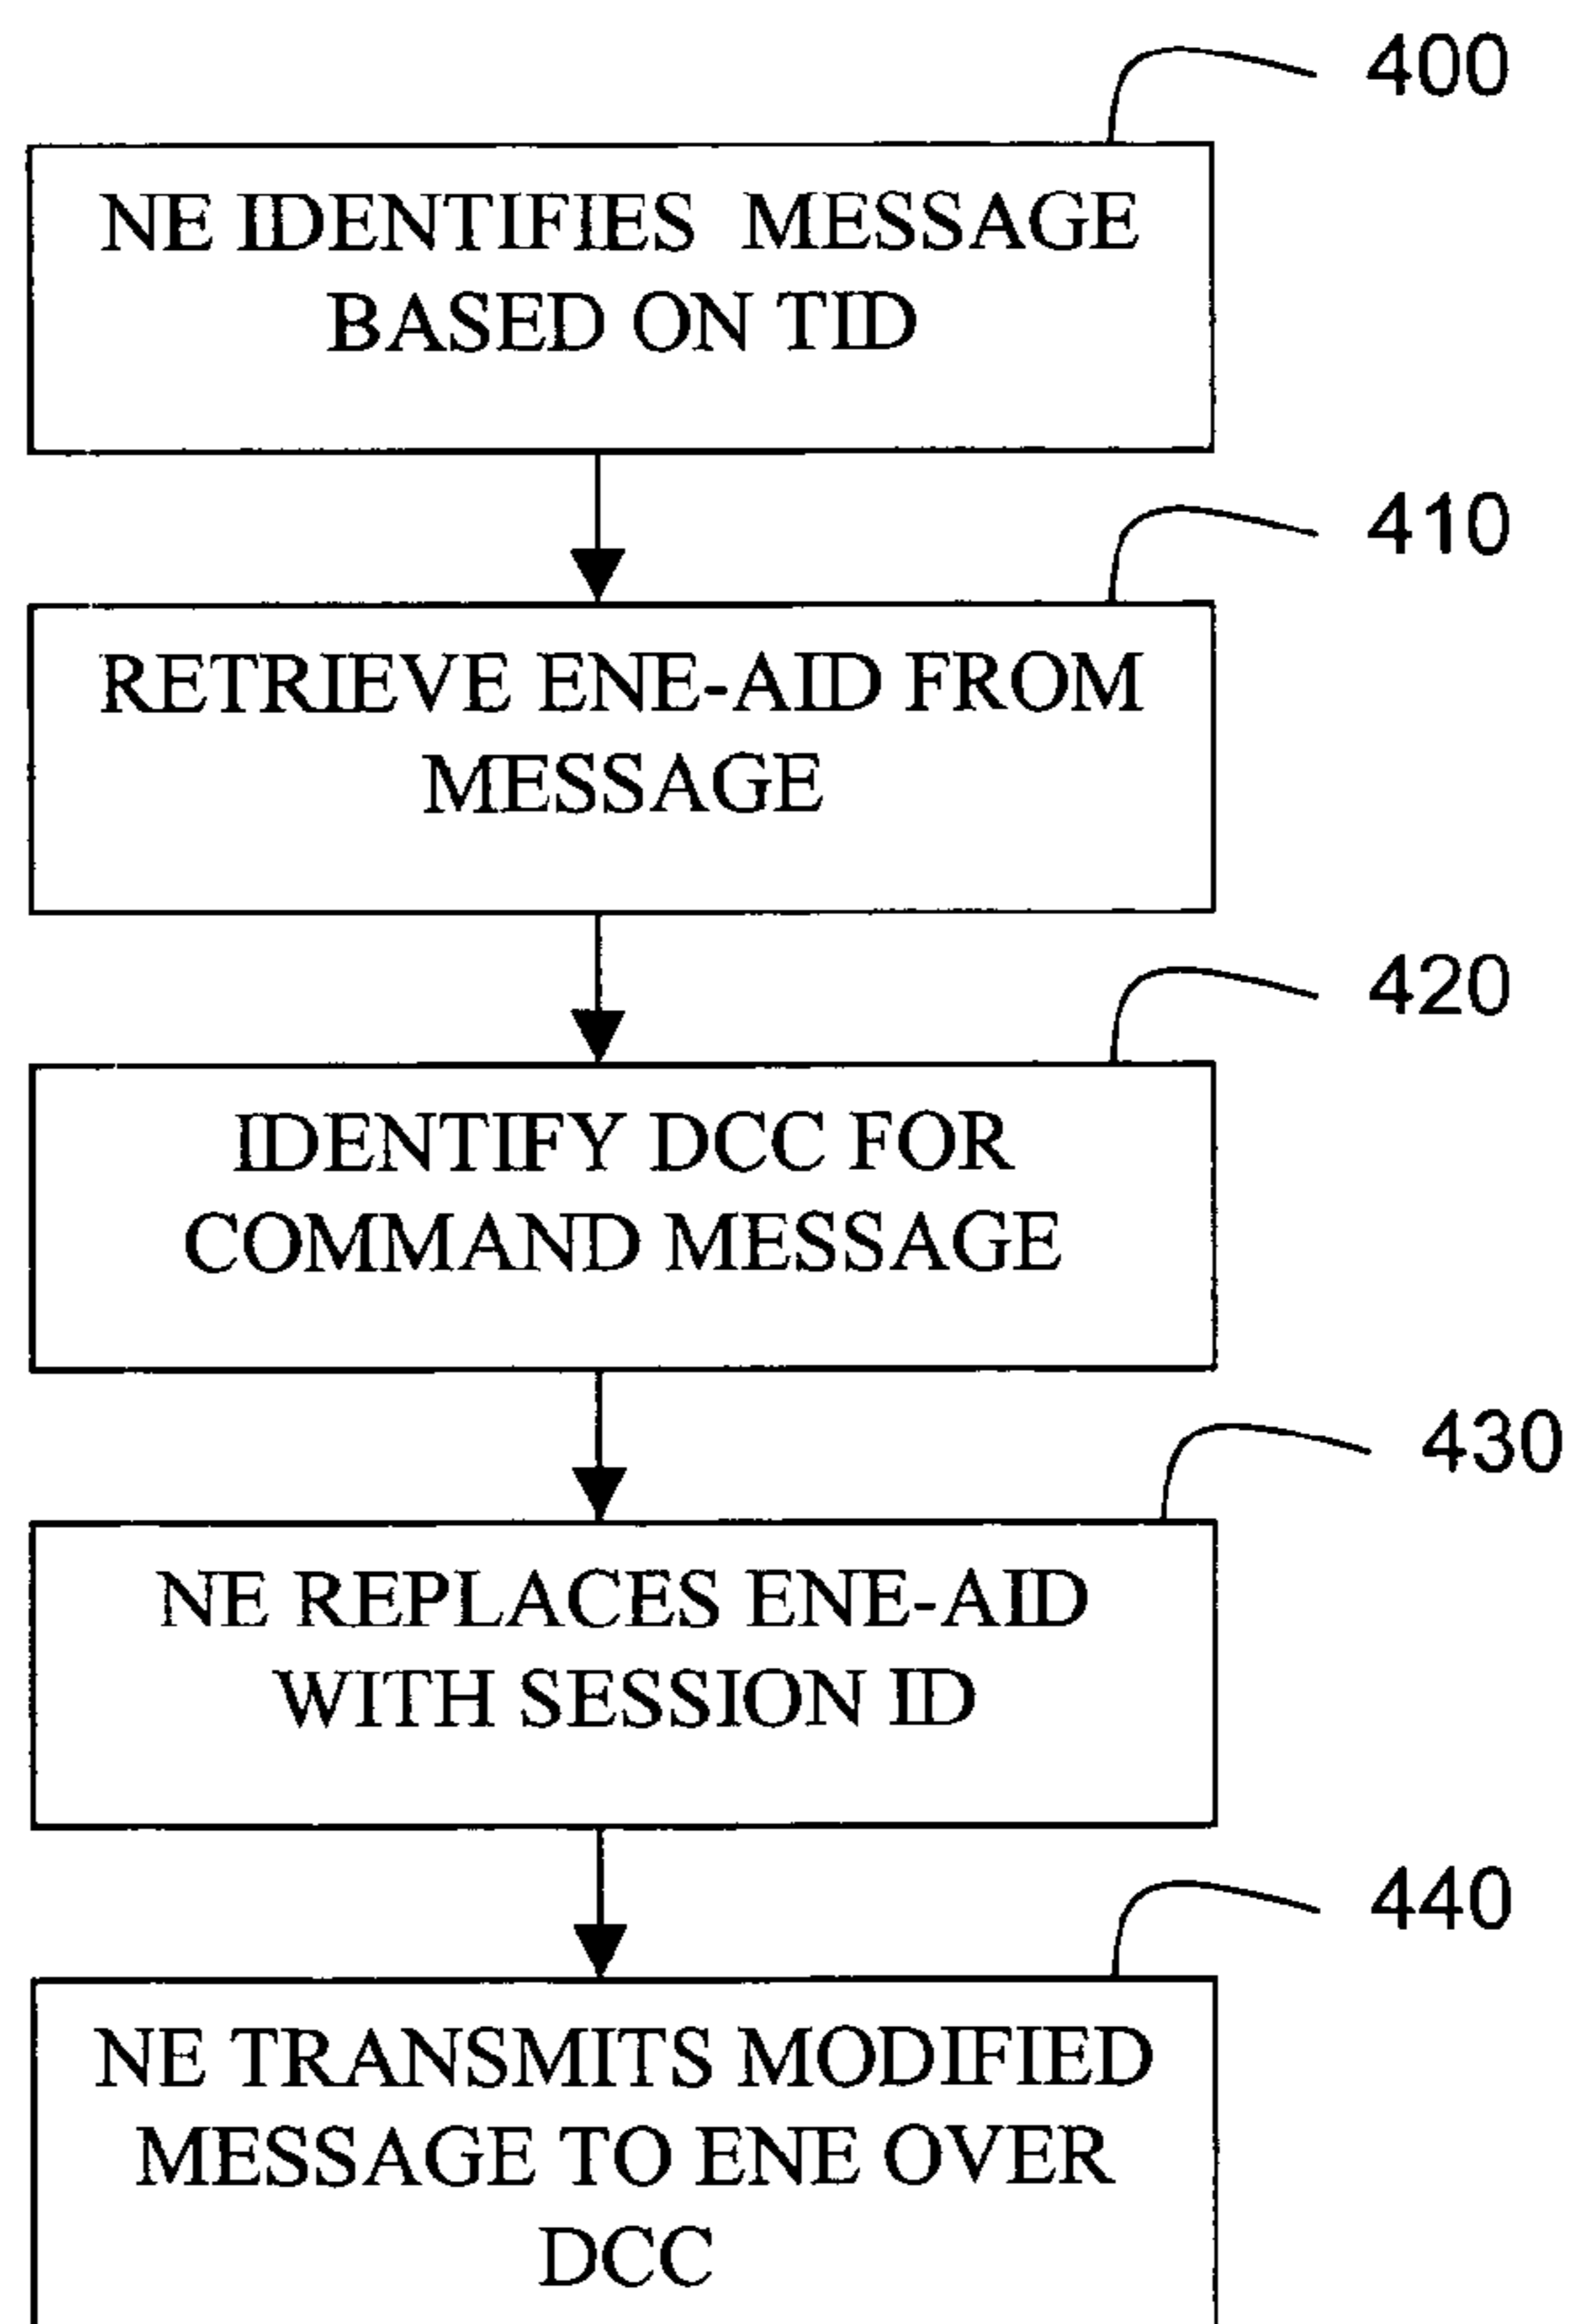 400
NE IDENTIFIES MESSAGE
BASED ON TID
410
RETRIEVE ENE-AID FROM
MESSAGE
420
IDENTIFY DCC FOR
COMMAND MESSAGE
430
NE REPLACES ENE-AID
WITH SESSION ID
440
NE TRANSMITS MODIFIED
MESSAGE TO ENE OVER
DCC